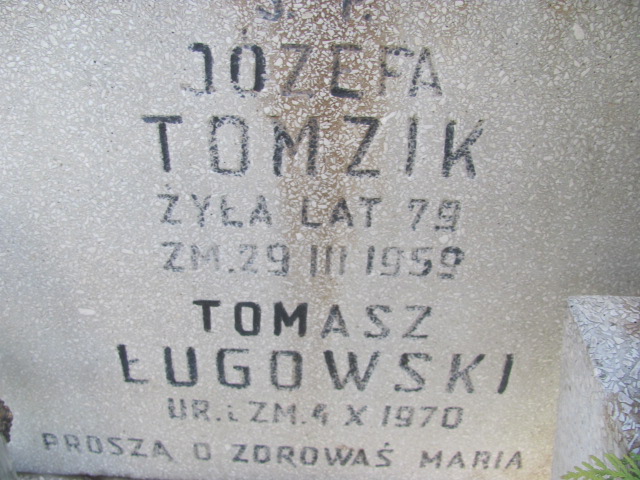 Ś. P.
JÓZEFA
TOMZIK
ŻYŁA LAT 79
ZM. 29 III 1959
TOMASZ
ŁUGOWSKI
UR. i ZM. 4 X 1970
PROSZĄ O ZDROWAŚ MARIA